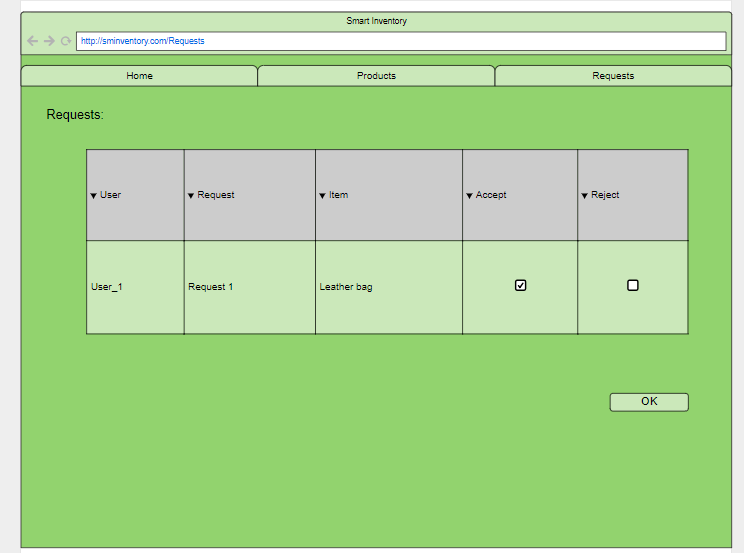 Smart Inventory
http://sminventory.com/Requests
Home Products Requests
Requests:
User Request Item Accept Reject
User_1 Request 1 Leather bag
OK